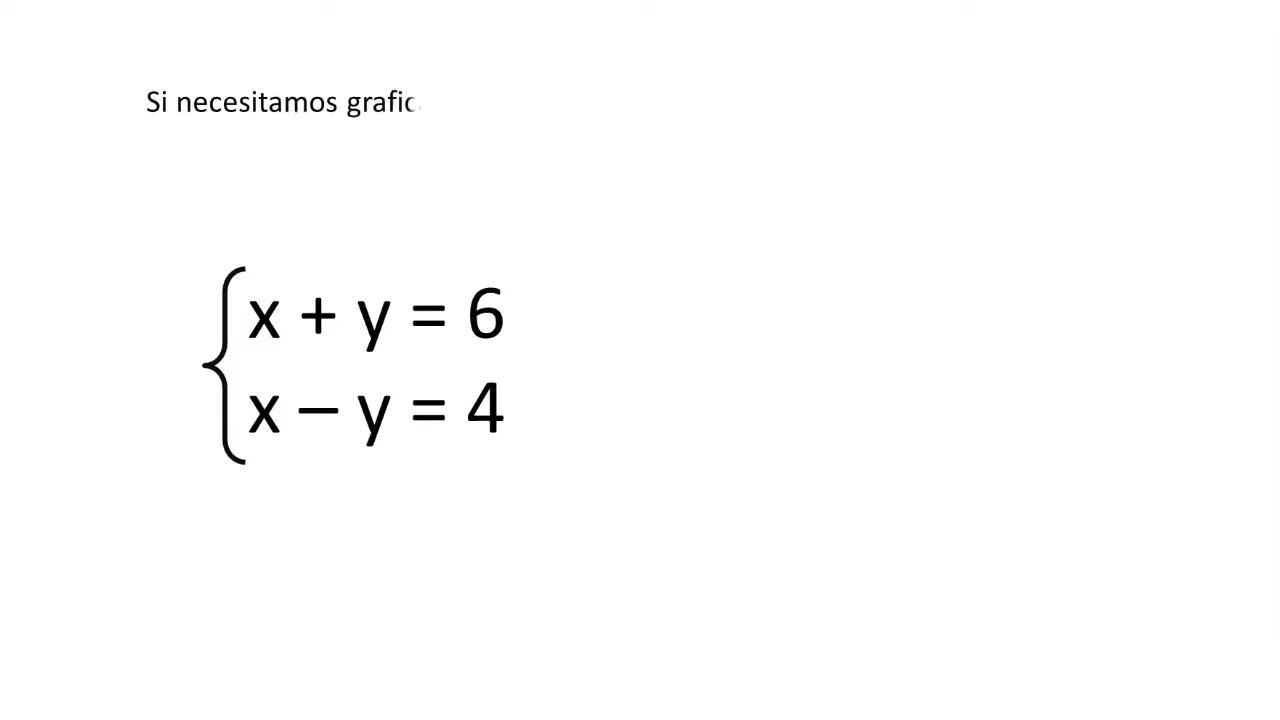 Si necesitamos grafic
x + y = 6
x – y = 4